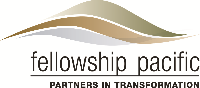 fellowship pacific
PARTNERS IN TRANSFORMATION